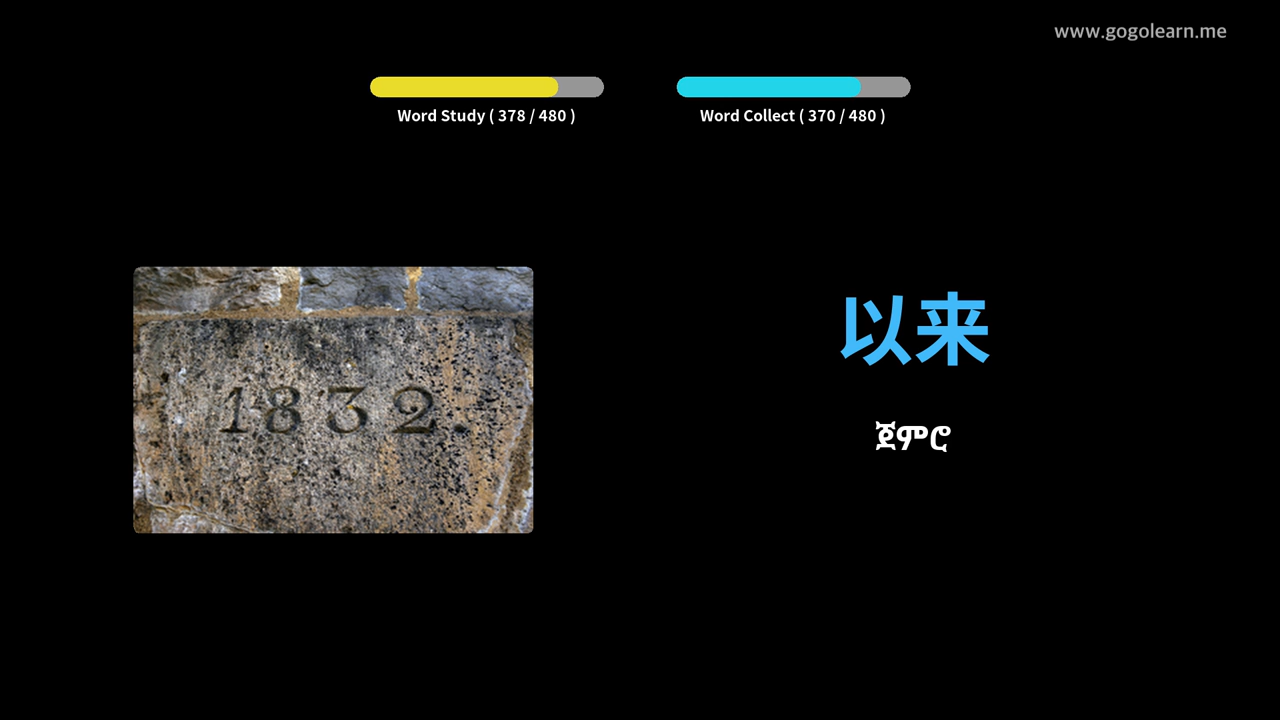 www.gogolearn.me
Word Study ( 378 / 480 )
Word Collect ( 370 / 480 )
1832.
以来
ጀምሮ